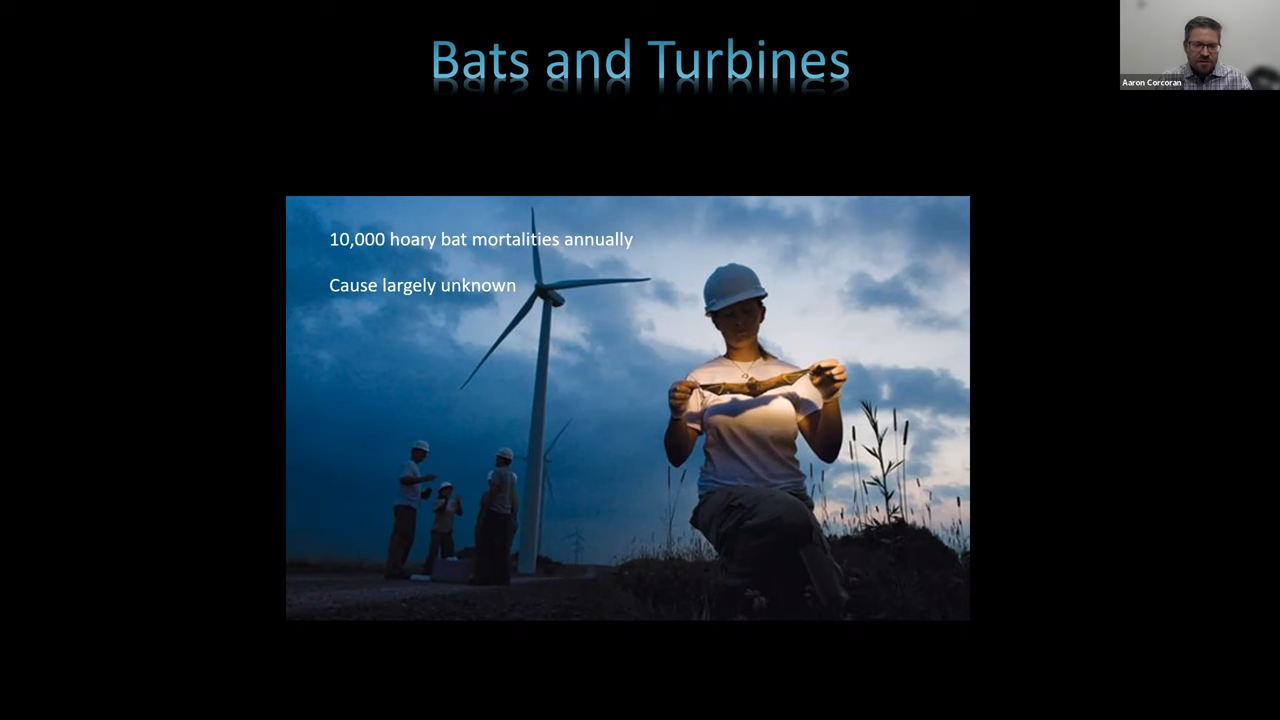 Bats and Turbines
Aaron Corcoran
10,000 hoary bat mortalities annually
Cause largely unknown